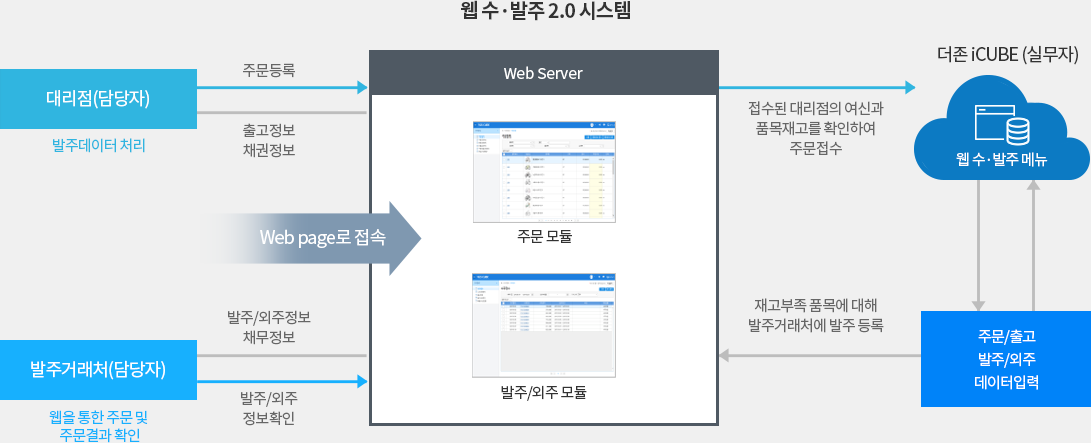 웹 수·발주 2.0 시스템
대리점(담당자)
발주데이터 처리
주문등록
출고정보
채권정보
Web page로 접속
발주/외주정보
채무정보
발주거래처(담당자)
웹을 통한 주문 및
주문결과 확인
발주/외주
정보확인
Web Server
주문 모듈
발주/외주 모듈
접수된 대리점의 여신과
품목재고를 확인하여
주문접수
더존 iCUBE (실무자)
웹 수·발주 메뉴
재고부족 품목에 대해
발주거래처에 발주 등록
주문/출고
발주/외주
데이터입력